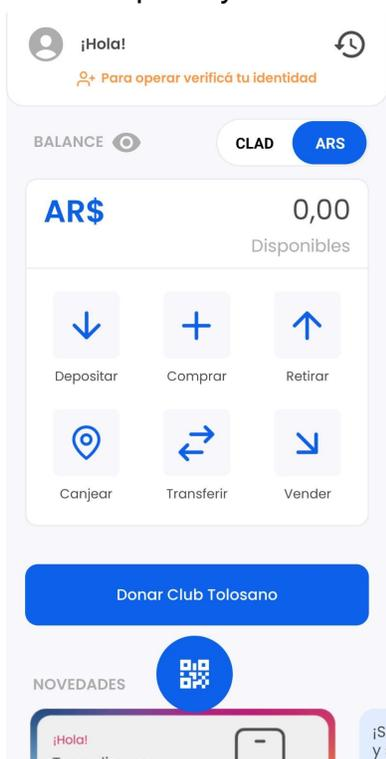 ¡Hola!
Para operar verificá tu identidad
BALANCE
CLAD
ARS
AR$
0,00
Disponibles
Depositar
Comprar
Retirar
Canjear
Transferir
Vender
Donar Club Tolosano
NOVEDADES
¡Hola!
y